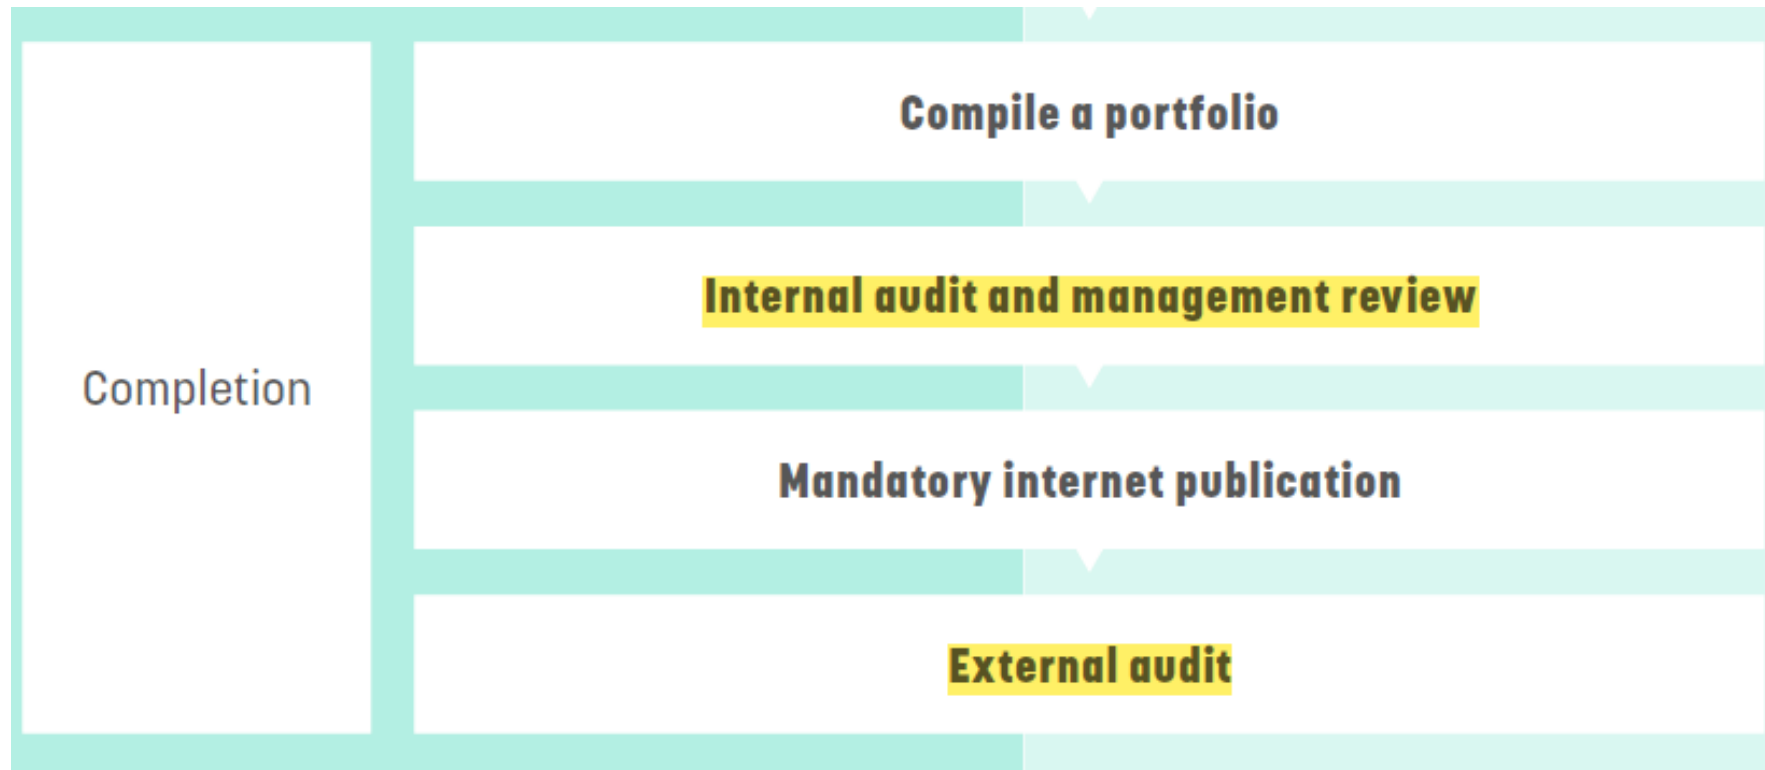 Completion
Compile a portfolio
Internal audit and management review
Mandatory internet publication
External audit